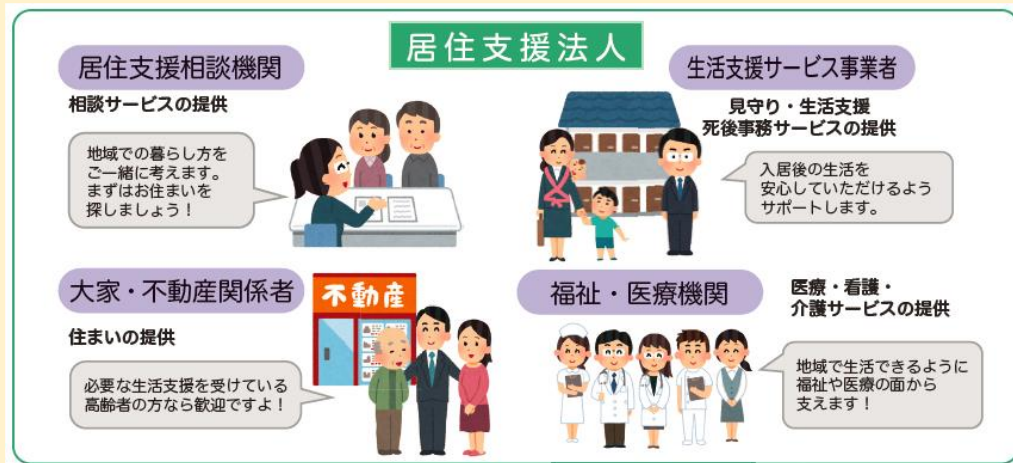 居住支援法人
居住支援相談機関
相談サービスの提供
地域での暮らし方を
ご一緒に考えます。
まずはお住まいを
探しましょう！
生活支援サービス事業者
見守り・生活支援
死後事務サービスの提供
入居後の生活を
安心していただけるよう
サポートします。
大家・不動産関係者
住まいの提供
不動産
必要な生活支援を受けている
高齢者の方なら歓迎ですよ！
福祉・医療機関
医療・看護・
介護サービスの提供
地域で生活できるように
福祉や医療の面から
支えます！